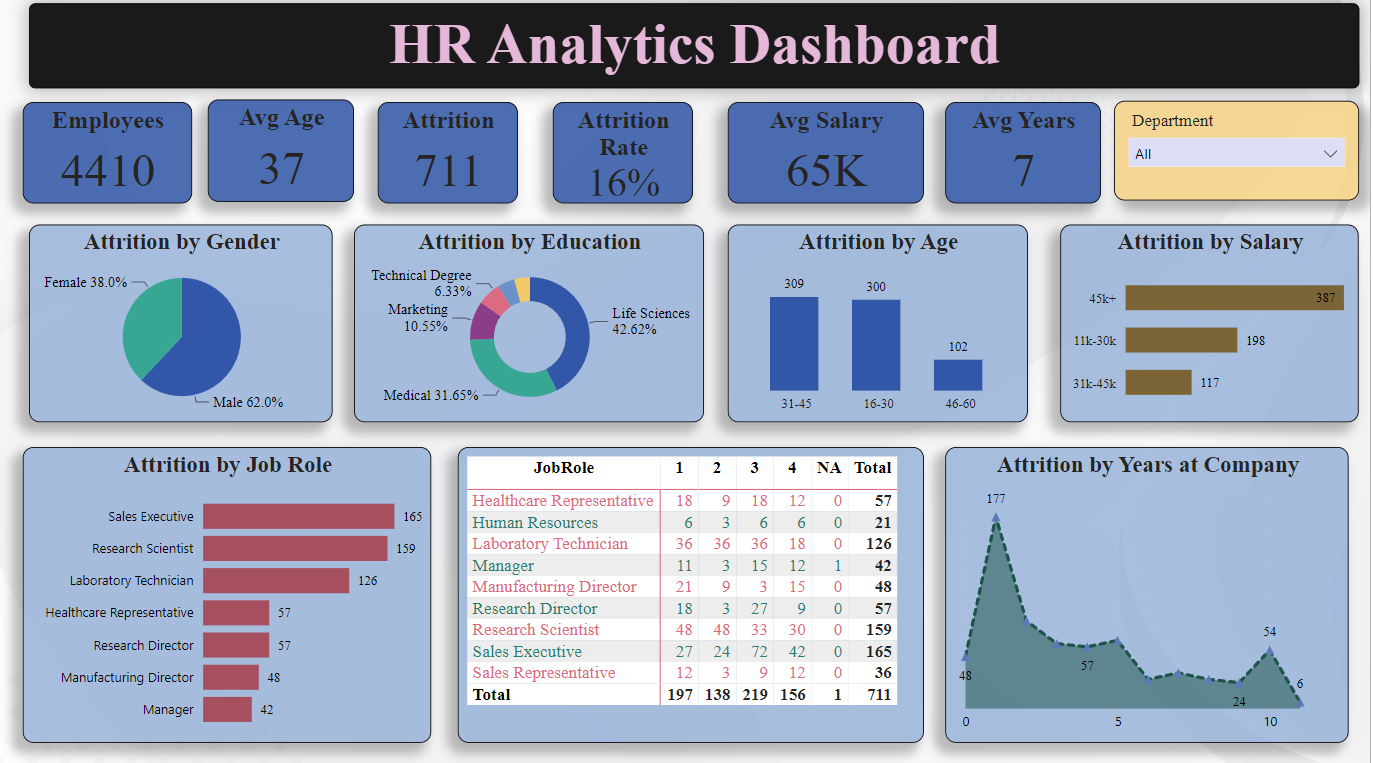 HR Analytics Dashboard
Employees
4410
Avg Age
37
Attrition
711
Attrition
Rate
16%
Avg Salary
65K
Avg Years
7
Department
All
Attrition by Gender
Female 38.0%
Male 62.0%
Attrition by Education
Technical Degree
6.33%
Marketing
10.55%
Life Sciences
42.62%
Medical 31.65%
Attrition by Age
309
300
102
31-45 16-30 46-60
Attrition by Salary
45k+ 387
11k-30k 198
31k-45k 117
Attrition by Job Role
Sales Executive 165
Research Scientist 159
Laboratory Technician 126
Healthcare Representative 57
Research Director 57
Manufacturing Director 48
Manager 42
JobRole 1 2 3 4 NA Total
Healthcare Representative 18 9 18 12 0 57
Human Resources 6 3 6 6 0 21
Laboratory Technician 36 36 36 18 0 126
Manager 11 3 15 12 1 42
Manufacturing Director 21 9 3 15 0 48
Research Director 18 3 27 9 0 57
Research Scientist 48 48 33 30 0 159
Sales Executive 27 24 72 42 0 165
Sales Representative 12 3 9 12 0 36
Total 197 138 219 156 1 711
Attrition by Years at Company
177
54
57
48
6
24
0 5 10